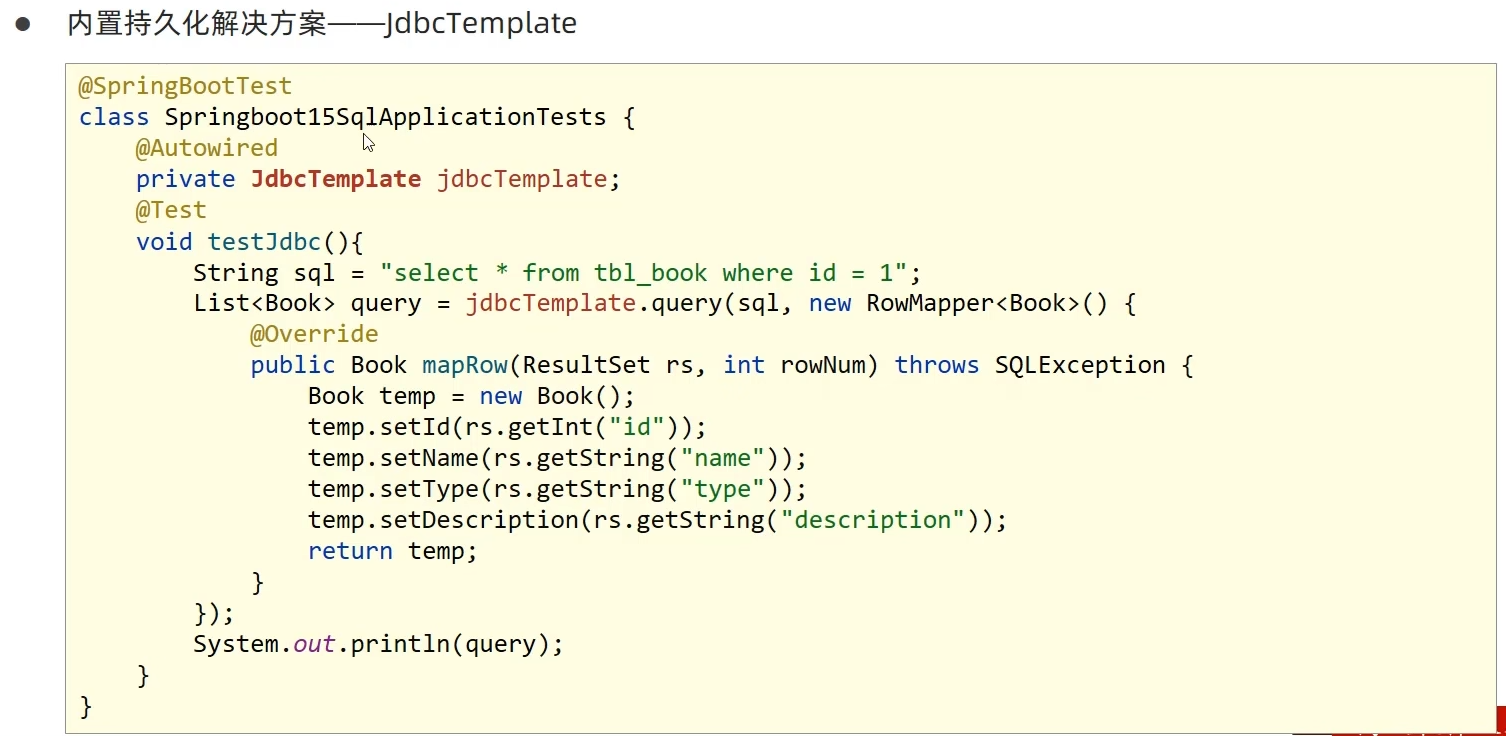 ● 内置持久化解决方案——JdbcTemplate
@SpringBootTest
class Springboot15SqlApplicationTests {
    @Autowired
    private JdbcTemplate jdbcTemplate;
    @Test
    void testJdbc(){
        String sql = "select * from tbl_book where id = 1";
        List<Book> query = jdbcTemplate.query(sql, new RowMapper<Book>() {
            @Override
            public Book mapRow(ResultSet rs, int rowNum) throws SQLException {
                Book temp = new Book();
                temp.setId(rs.getInt("id"));
                temp.setName(rs.getString("name"));
                temp.setType(rs.getString("type"));
                temp.setDescription(rs.getString("description"));
                return temp;
            }
        });
        System.out.println(query);
    }
}